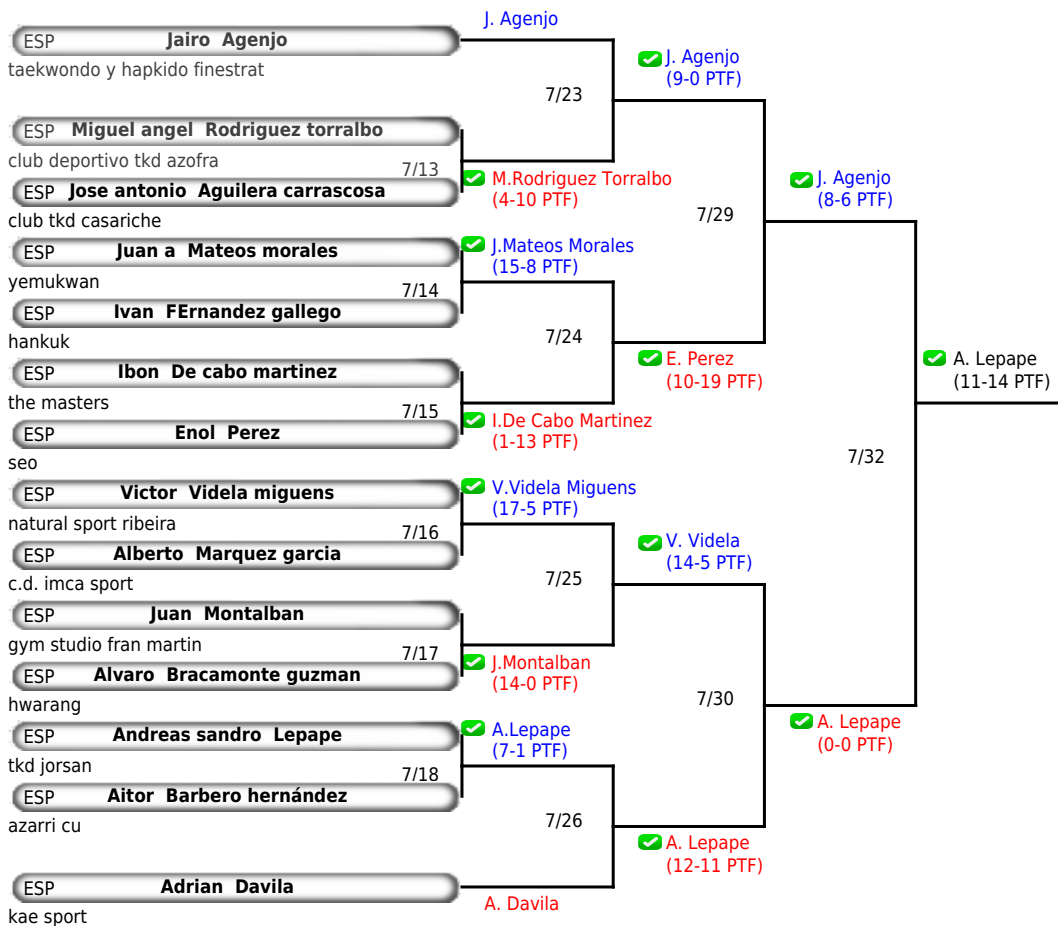 J. Agenjo
ESP Jairo Agenjo
taekwondo y hapkido finestrat
J. Agenjo
(9-0 PTF)
7/23
ESP Miguel angel Rodriguez torralbo
club deportivo tkd azofra
7/13
ESP Jose antonio Aguilera carrascosa
club tkd casariche
M.Rodriguez Torralbo
(4-10 PTF)
J. Agenjo
(8-6 PTF)
7/29
ESP Juan a Mateos morales
yemukwan
J.Mateos Morales
(15-8 PTF)
7/14
ESP Ivan FErnandez gallego
hankuk
7/24
ESP Ibon De cabo martinez
the masters
E. Perez
(10-19 PTF)
A. Lepape
(11-14 PTF)
7/15
ESP Enol Perez
seo
I.De Cabo Martinez
(1-13 PTF)
7/32
ESP Victor Videla miguens
natural sport ribeira
V.Videla Miguens
(17-5 PTF)
7/16
ESP Alberto Marquez garcia
c.d. imca sport
V. Videla
(14-5 PTF)
7/25
ESP Juan Montalban
gym studio fran martin
7/17
ESP Alvaro Bracamonte guzman
hwarang
J.Montalban
(14-0 PTF)
7/30
ESP Andreas sandro Lepape
tkd jorsan
A.Lepape
(7-1 PTF)
A. Lepape
(0-0 PTF)
7/18
ESP Aitor Barbero hernández
azarri cu
7/26
A. Lepape
(12-11 PTF)
ESP Adrian Davila
kae sport
A. Davila